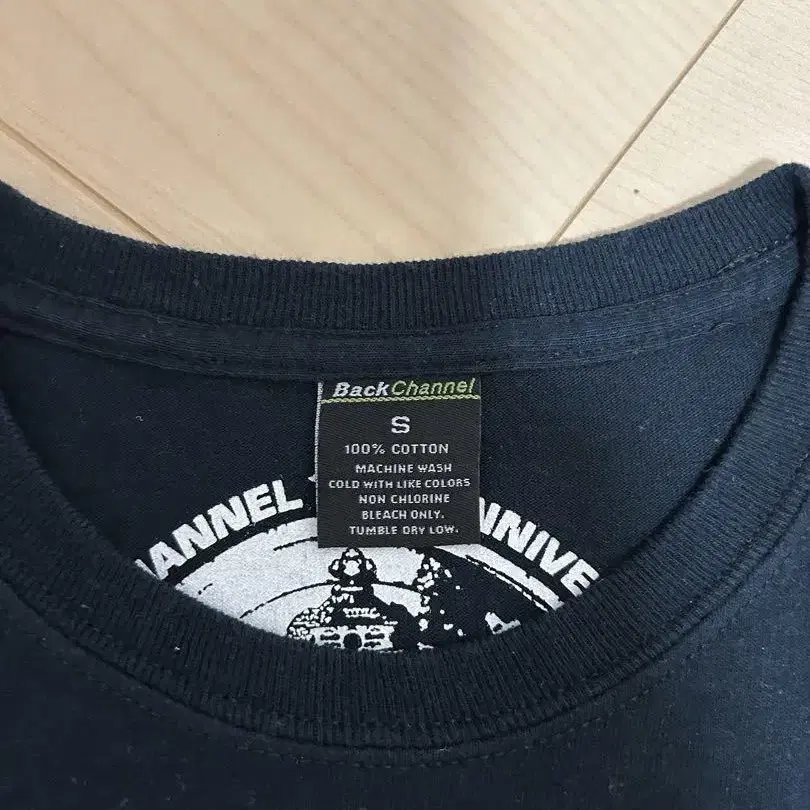 BackChannel
S
100% COTTON
MACHINE WASH
COLD WITH LIKE COLORS
NON CHLORINE
BLEACH ONLY.
TUMBLE DRY LOW.
HANNEL NNIVE